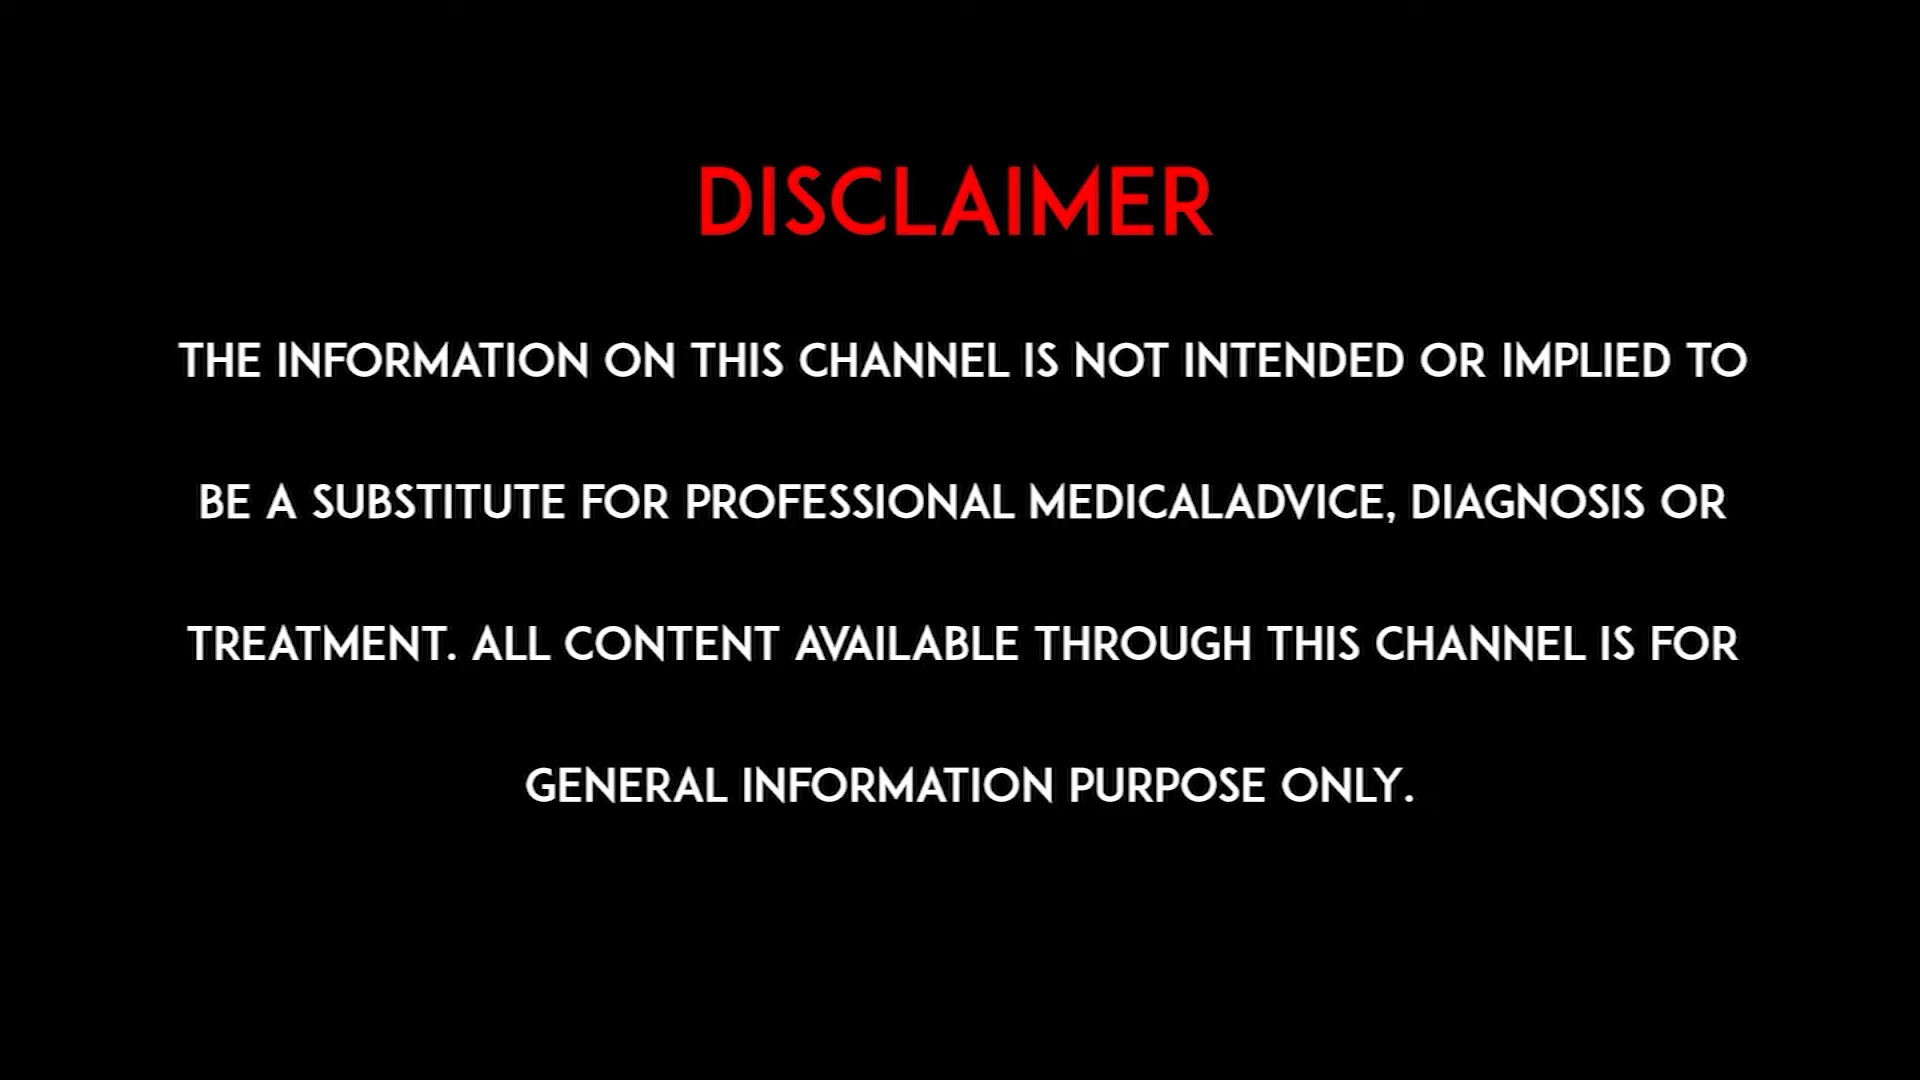 DISCLAIMER
THE INFORMATION ON THIS CHANNEL IS NOT INTENDED OR IMPLIED TO
BE A SUBSTITUTE FOR PROFESSIONAL MEDICALADVICE, DIAGNOSIS OR
TREATMENT. ALL CONTENT AVAILABLE THROUGH THIS CHANNEL IS FOR
GENERAL INFORMATION PURPOSE ONLY.